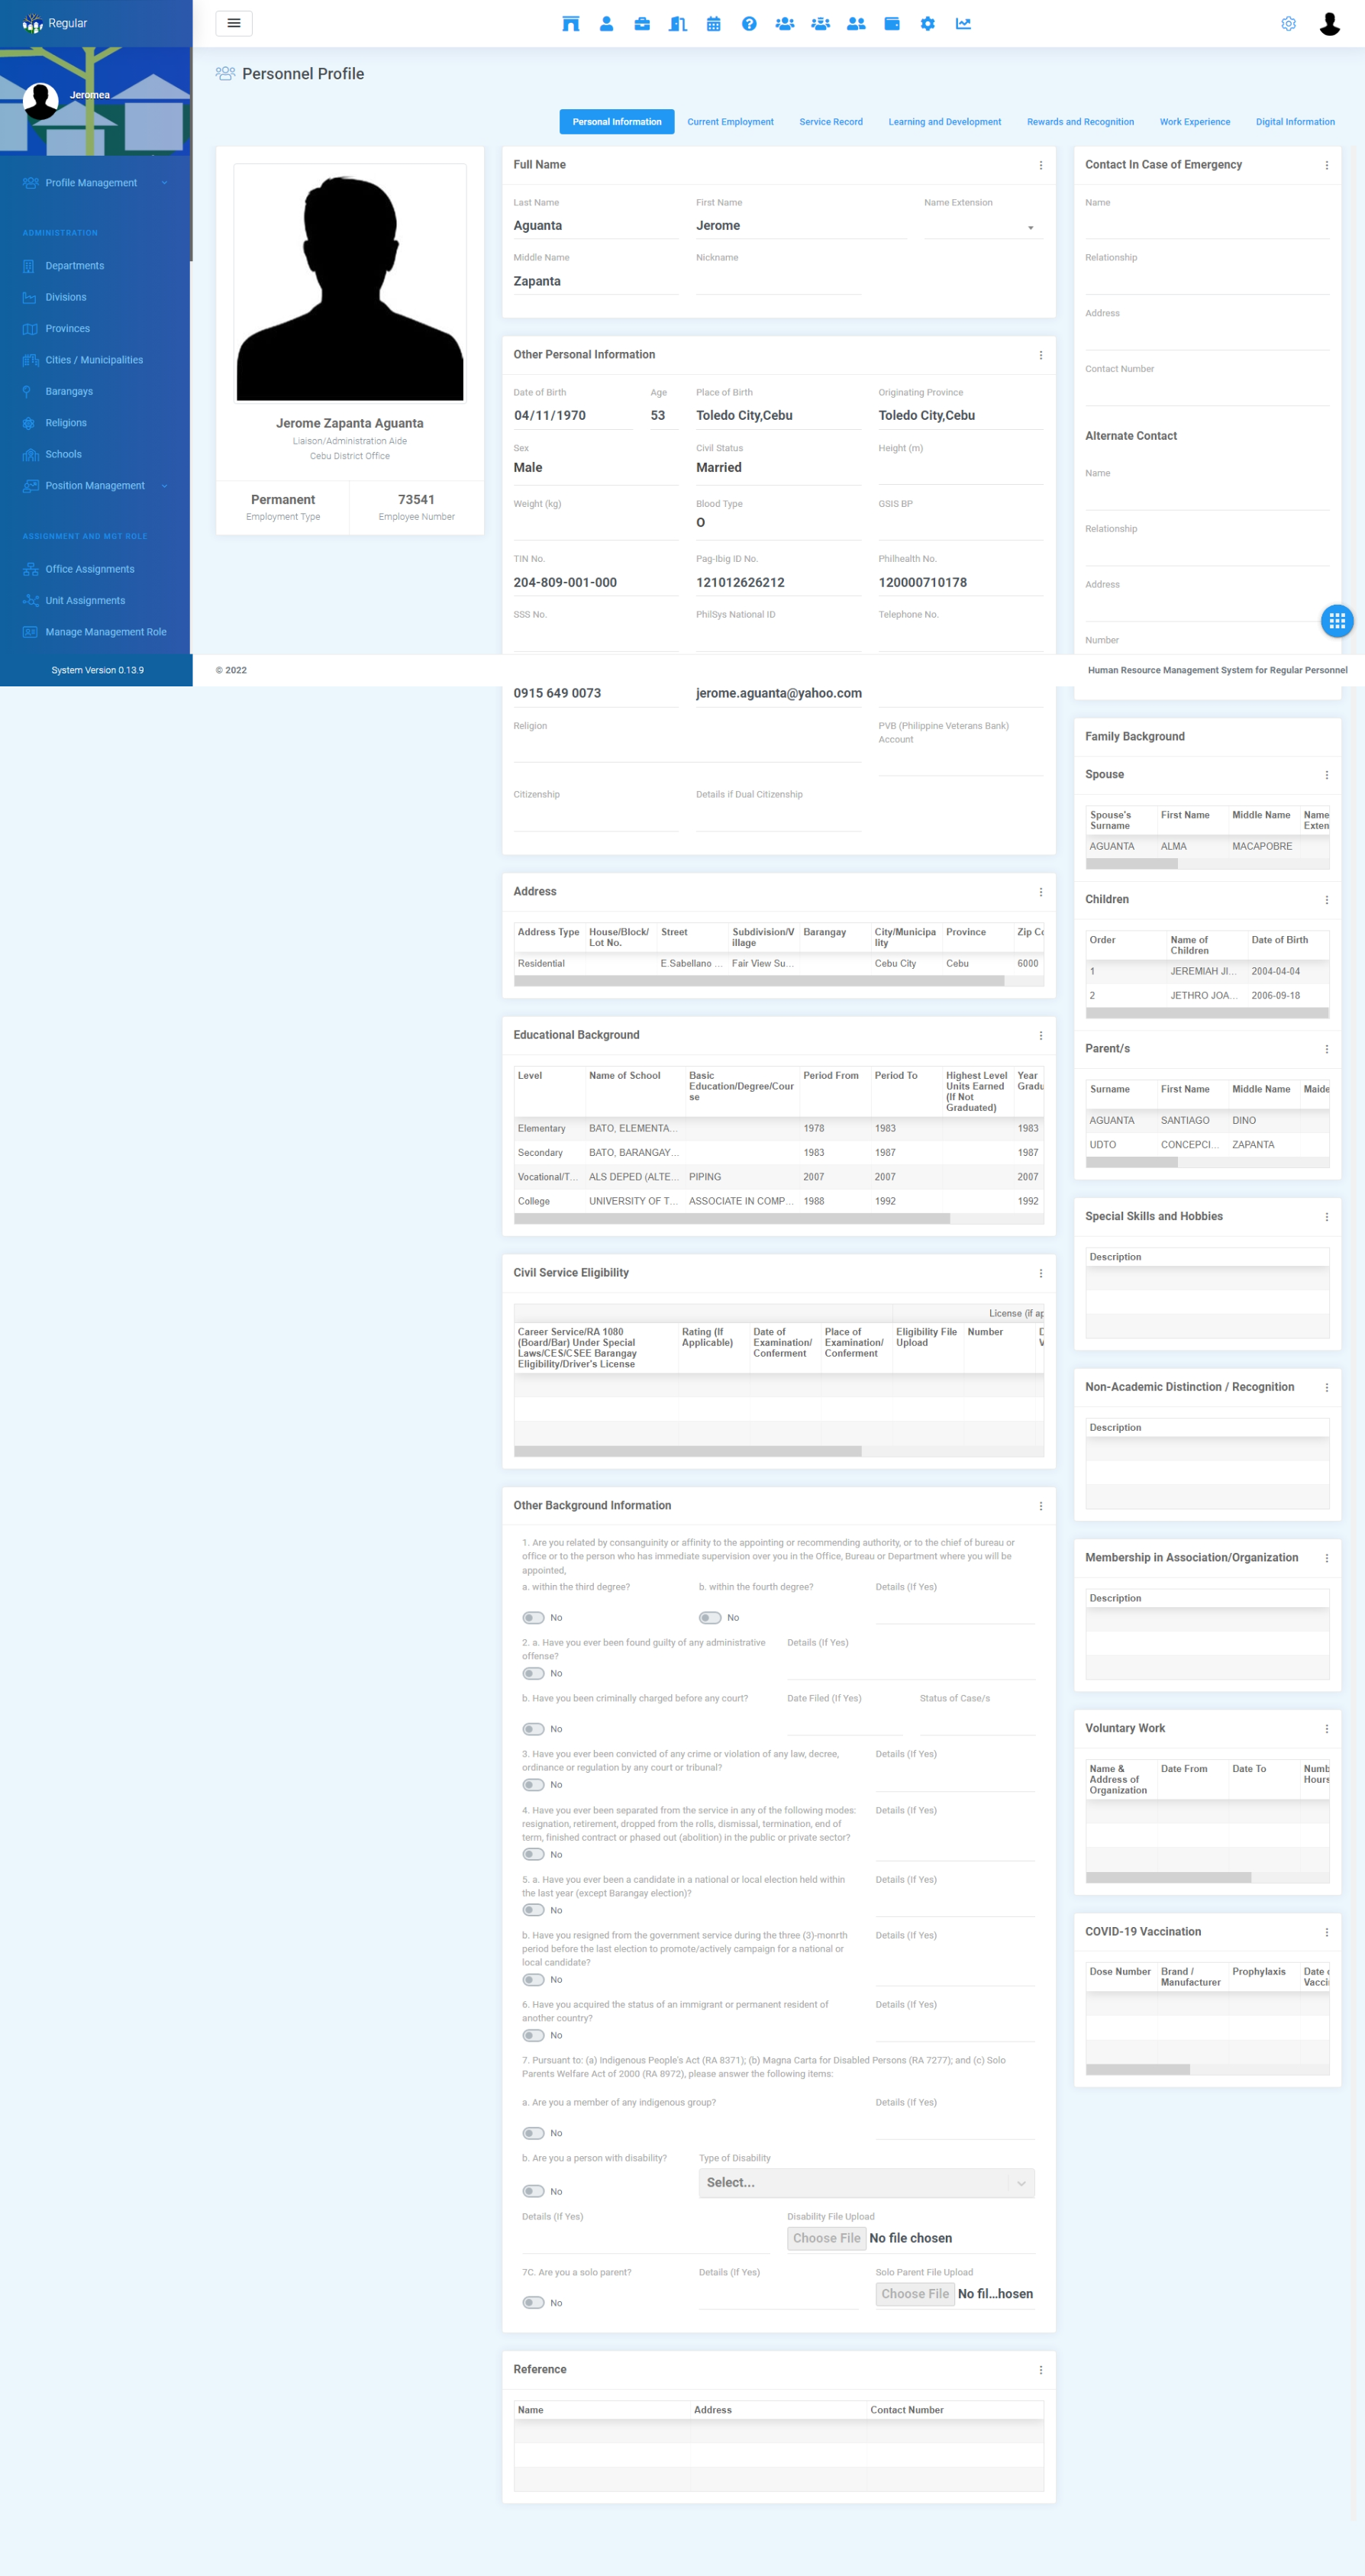 Regular
Jeromea
Profile Management
ADMINISTRATION
Departments
Divisions
Provinces
Cities / Municipalities
Barangays
Religions
Schools
Position Management
ASSIGNMENT AND MGT ROLE
Office Assignments
Unit Assignments
Manage Management Role
System Version 0.13.9
Personnel Profile
Personal Information Current Employment Service Record Learning and Development Rewards and Recognition Work Experience Digital Information
Jerome Zapanta Aguanta
Liaison/Administration Aide
Cebu District Office
Permanent 73541
Employment Type Employee Number
Full Name
Last Name First Name Name Extension
Aguanta Jerome
Middle Name Nickname
Zapanta
Other Personal Information
Date of Birth Age Place of Birth Originating Province
04/11/1970 53 Toledo City,Cebu Toledo City,Cebu
Sex Civil Status Height (m)
Male Married
Weight (kg) Blood Type GSIS BP
O
TIN No. Pag-Ibig ID No. Philhealth No.
204-809-001-000 121012626212 120000710178
SSS No. PhilSys National ID Telephone No.
© 2022 Human Resource Management System for Regular Personnel
0915 649 0073 jerome.aguanta@yahoo.com
Religion PVB (Philippine Veterans Bank)
Account
Citizenship Details if Dual Citizenship
Address
Address Type House/Block/ Street Subdivision/V Barangay City/Municipa Province Zip Co
Lot No. illage lity
Residential E.Sabellano ... Fair View Su... Cebu City Cebu 6000
Educational Background
Level Name of School Basic Period From Period To Highest Level Year
Education/Degree/Cour Units Earned Gradu
se (If Not
Graduated)
Elementary BATO, ELEMENTA... 1978 1983 1983
Secondary BATO, BARANGAY... 1983 1987 1987
Vocational/T... ALS DEPED (ALTE... PIPING 2007 2007 2007
College UNIVERSITY OF T... ASSOCIATE IN COMP... 1988 1992 1992
Civil Service Eligibility
License (if ap
Career Service/RA 1080 Rating (If Date of Place of Eligibility File Number
(Board/Bar) Under Special Applicable) Examination/ Examination/ Upload
Laws/CES/CSEE Barangay Conferment Conferment
Eligibility/Driver's License
Other Background Information
1. Are you related by consanguinity or affinity to the appointing or recommending authority, or to the chief of bureau or
office or to the person who has immediate supervision over you in the Office, Bureau or Department where you will be
appointed,
a. within the third degree? b. within the fourth degree? Details (If Yes)
No No
2. a. Have you ever been found guilty of any administrative Details (If Yes)
offense?
No
b. Have you been criminally charged before any court? Date Filed (If Yes) Status of Case/s
No
3. Have you ever been convicted of any crime or violation of any law, decree, Details (If Yes)
ordinance or regulation by any court or tribunal?
No
4. Have you ever been separated from the service in any of the following modes: Details (If Yes)
resignation, retirement, dropped from the rolls, dismissal, termination, end of
term, finished contract or phased out (abolition) in the public or private sector?
No
5. a. Have you ever been a candidate in a national or local election held within Details (If Yes)
the last year (except Barangay election)?
No
b. Have you resigned from the government service during the three (3)-monrth Details (If Yes)
period before the last election to promote/actively campaign for a national or
local candidate?
No
6. Have you acquired the status of an immigrant or permanent resident of Details (If Yes)
another country?
No
7. Pursuant to: (a) Indigenous People's Act (RA 8371); (b) Magna Carta for Disabled Persons (RA 7277); and (c) Solo
Parents Welfare Act of 2000 (RA 8972), please answer the following items:
a. Are you a member of any indigenous group? Details (If Yes)
No
b. Are you a person with disability? Type of Disability
No Select...
Details (If Yes) Disability File Upload
Choose File No file chosen
7C. Are you a solo parent? Details (If Yes) Solo Parent File Upload
No Choose File No fil...hosen
Reference
Name Address Contact Number
Contact In Case of Emergency
Name
Relationship
Address
Contact Number
Alternate Contact
Name
Relationship
Address
Number
Family Background
Spouse
Spouse's First Name Middle Name Name
Surname Exten
AGUANTA ALMA MACAPOBRE
Children
Order Name of Date of Birth
Children
1 JEREMIAH JI... 2004-04-04
2 JETHRO JOA... 2006-09-18
Parent/s
Surname First Name Middle Name Maide
AGUANTA SANTIAGO DINO
UDTO CONCEPCI... ZAPANTA
Special Skills and Hobbies
Description
Non-Academic Distinction / Recognition
Description
Membership in Association/Organization
Description
Voluntary Work
Name & Date From Date To Numb
Address of Hours
Organization
COVID-19 Vaccination
Dose Number Brand / Prophylaxis Date
Manufacturer Vacci